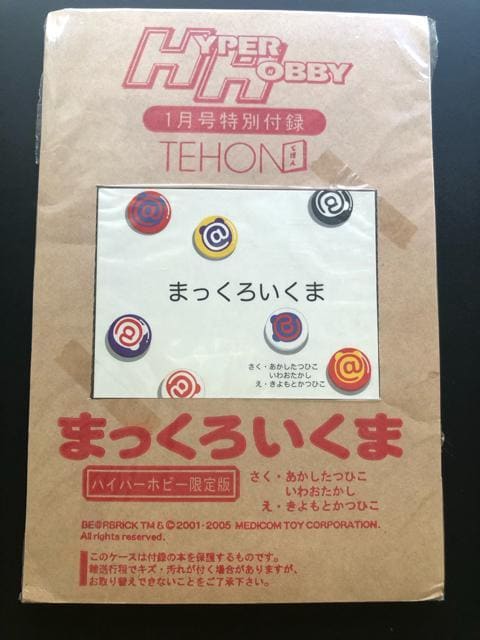 HYPER HOBBY
1月号特別付録
TEHON てほん
@
@
@
まっくろいくま
@
@
@
@
さく・あかしたつひこ
いわおたかし
え・きよもとかつひこ
まっくろいくま
ハイパーホビー限定版
さく・あかしたつひこ
いわおたかし
え・きよもとかつひこ
BE@RBRICK TM & © 2001-2005 MEDICOM TOY CORPORATION.
All rights reserved.
このケースは付録の本を保護するものです。
輸送行程でキズ・汚れが付く場合がありますが、
お取り替えできないことをご了承下さい。